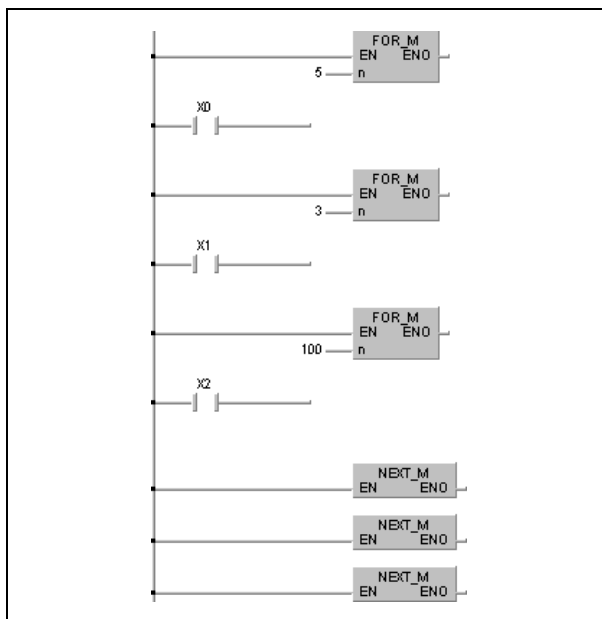 FOR_M
EN ENO
5 n
X0
FOR_M
EN ENO
3 n
X1
FOR_M
EN ENO
100 n
X2
NEXT_M
EN ENO
NEXT_M
EN ENO
NEXT_M
EN ENO